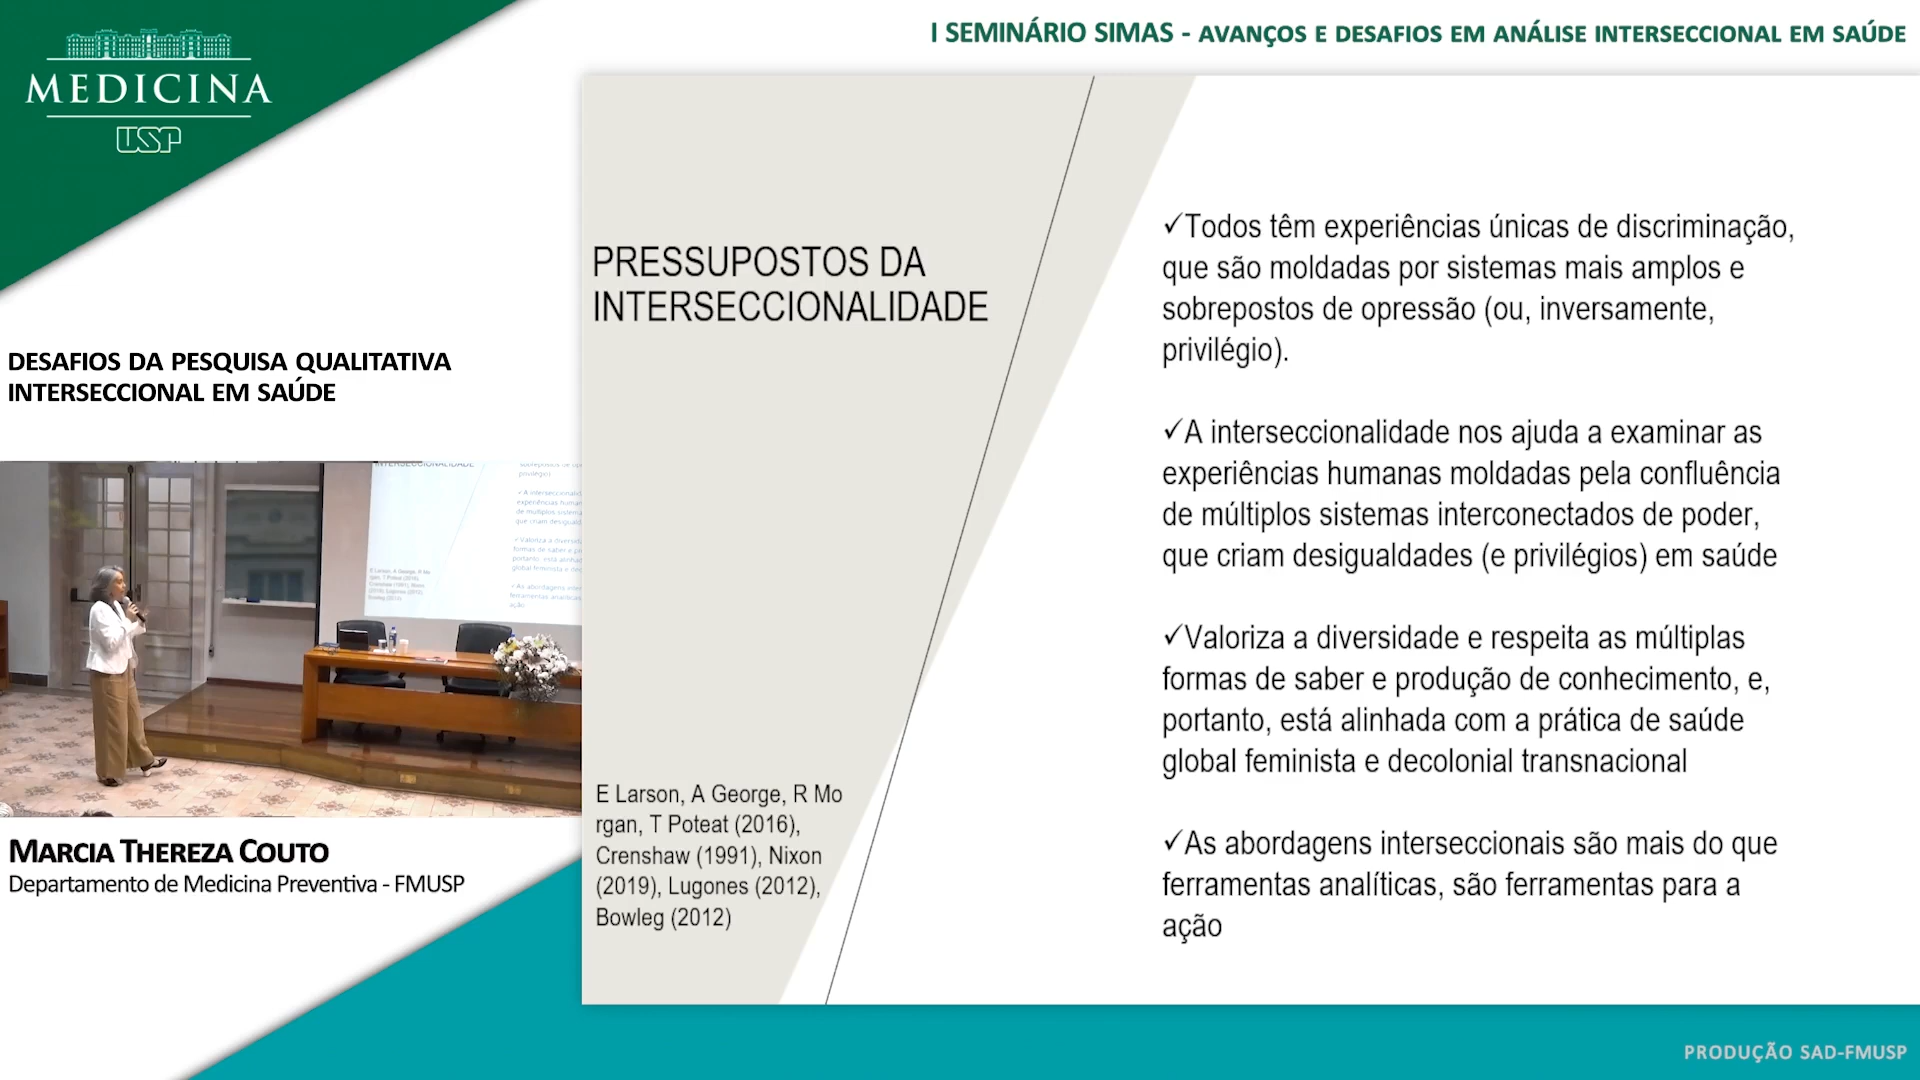 MEDICINA
USP
I SEMINÁRIO SIMAS - AVANÇOS E DESAFIOS EM ANÁLISE INTERSECCIONAL EM SAÚDE
DESAFIOS DA PESQUISA QUALITATIVA
INTERSECCIONAL EM SAÚDE
MARCIA THEREZA COUTO
Departamento de Medicina Preventiva - FMUSP
PRESSUPOSTOS DA
INTERSECCIONALIDADE
E Larson, A George, R Mo
rgan, T Poteat (2016),
Crenshaw (1991), Nixon
(2019), Lugones (2012),
Bowleg (2012)
✓Todos têm experiências únicas de discriminação,
que são moldadas por sistemas mais amplos e
sobrepostos de opressão (ou, inversamente,
privilégio).
✓A interseccionalidade nos ajuda a examinar as
experiências humanas moldadas pela confluência
de múltiplos sistemas interconectados de poder,
que criam desigualdades (e privilégios) em saúde
✓Valoriza a diversidade e respeita as múltiplas
formas de saber e produção de conhecimento, e,
portanto, está alinhada com a prática de saúde
global feminista e decolonial transnacional
✓As abordagens interseccionais são mais do que
ferramentas analíticas, são ferramentas para a
ação
PRODUÇÃO SAD-FMUSP